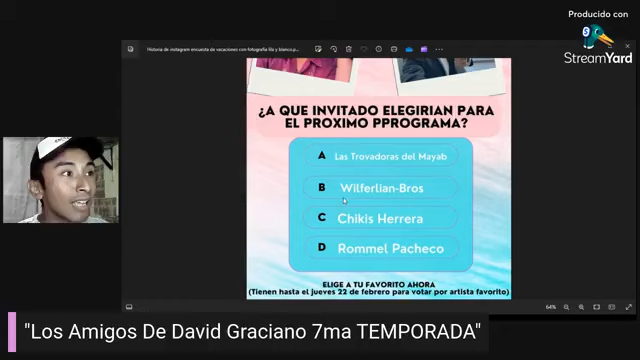 Producido con
StreamYard
Historia de instagram encuesta de vacaciones con fotografía lila y blanco.p...
¿A QUE INVITADO ELEGIRIAN PARA
EL PROXIMO PPROGRAMA?
A Las Trovadoras del Mayab
B Wilferlian-Bros
C Chikis Herrera
D Rommel Pacheco
ELIGE A TU FAVORITO AHORA
(Tienen hasta el jueves 22 de febrero para votar por artista favorito)
64%
"Los Amigos De David Graciano 7ma TEMPORADA"